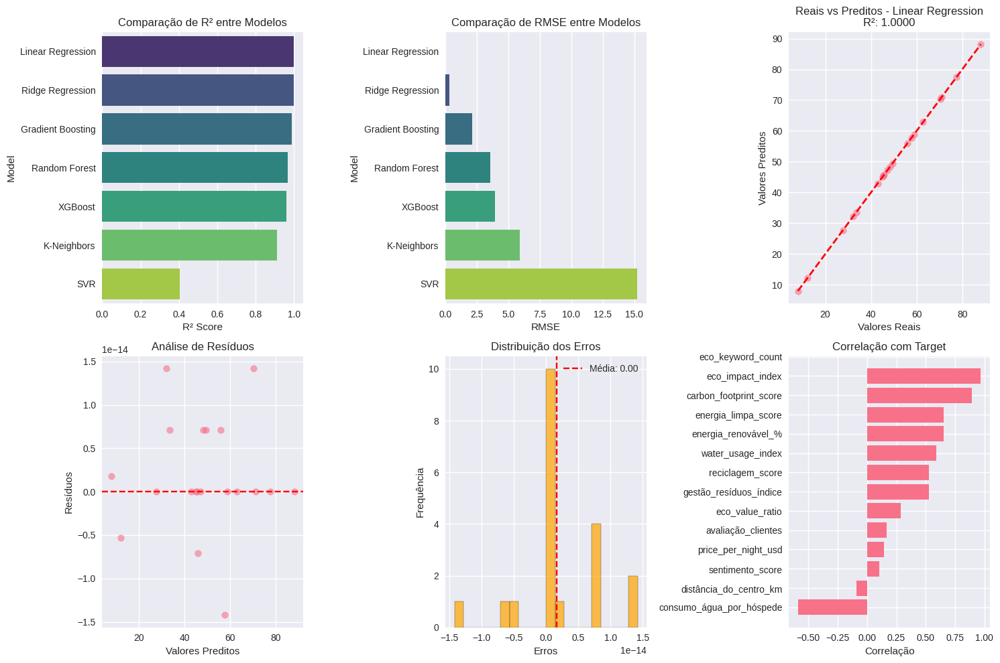 Comparação de R² entre Modelos
Model
Linear Regression
Ridge Regression
Gradient Boosting
Random Forest
XGBoost
K-Neighbors
SVR
0.0 0.2 0.4 0.6 0.8 1.0
R² Score
Comparação de RMSE entre Modelos
Model
Linear Regression
Ridge Regression
Gradient Boosting
Random Forest
XGBoost
K-Neighbors
SVR
0.0 2.5 5.0 7.5 10.0 12.5 15.0
RMSE
Reais vs Preditos - Linear Regression
R²: 1.0000
Valores Preditos
90
80
70
60
50
40
30
20
10
20 40 60 80
Valores Reais
Análise de Resíduos
1e−14
Resíduos
1.5
1.0
0.5
0.0
−0.5
−1.0
−1.5
20 40 60 80
Valores Preditos
Distribuição dos Erros
Média: 0.00
Frequência
10
8
6
4
2
0
−1.5 −1.0 −0.5 0.0 0.5 1.0 1.5
1e−14
Erros
Correlação com Target
eco_keyword_count
eco_impact_index
carbon_footprint_score
energia_limpa_score
energia_renovável_%
water_usage_index
reciclagem_score
gestão_resíduos_índice
eco_value_ratio
avaliação_clientes
price_per_night_usd
sentimento_score
distância_do_centro_km
consumo_água_por_hóspede
−0.50 −0.25 0.00 0.25 0.50 0.75 1.00
Correlação